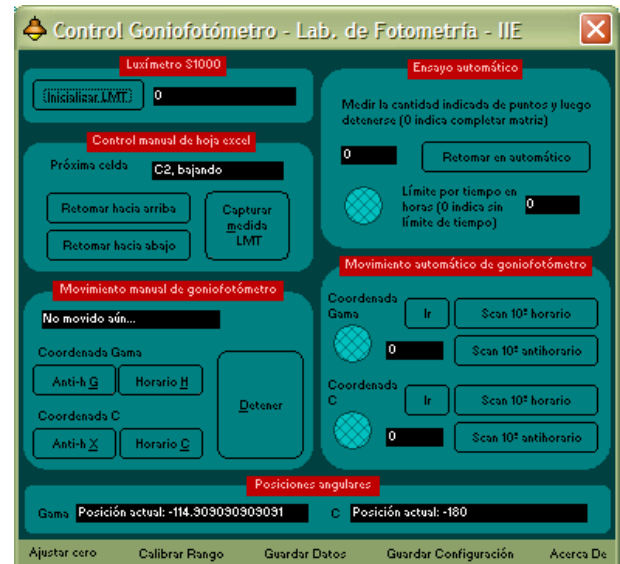 Control Goniofotómetro - Lab. de Fotometría - IIE
Luxímetro S1000
Inicializar LMT
0
Control manual de hoja excel
Próxima celda
C2, bajando
Retomar hacia arriba
Retomar hacia abajo
Capturar
medida
LMT
Movimiento manual de goniofotómetro
No movido aún...
Coordenada Gama
Anti-h G
Horario H
Coordenada C
Anti-h X
Horario C
Detener
Ensayo automático
Medir la cantidad indicada de puntos y luego
detenerse (0 indica completar matriz)
0
Retomar en automático
Límite por tiempo en
horas (0 indica sin
límite de tiempo)
0
Movimiento automático de goniofotómetro
Coordenada
Gama
Ir
Scan 10º horario
0
Scan 10º antihorario
Coordenada
C
Ir
Scan 10º horario
0
Scan 10º antihorario
Posiciones angulares
Gama
Posición actual: -114.909090909091
C
Posición actual: -180
Ajustar cero
Calibrar Rango
Guardar Datos
Guardar Configuración
Acerca De